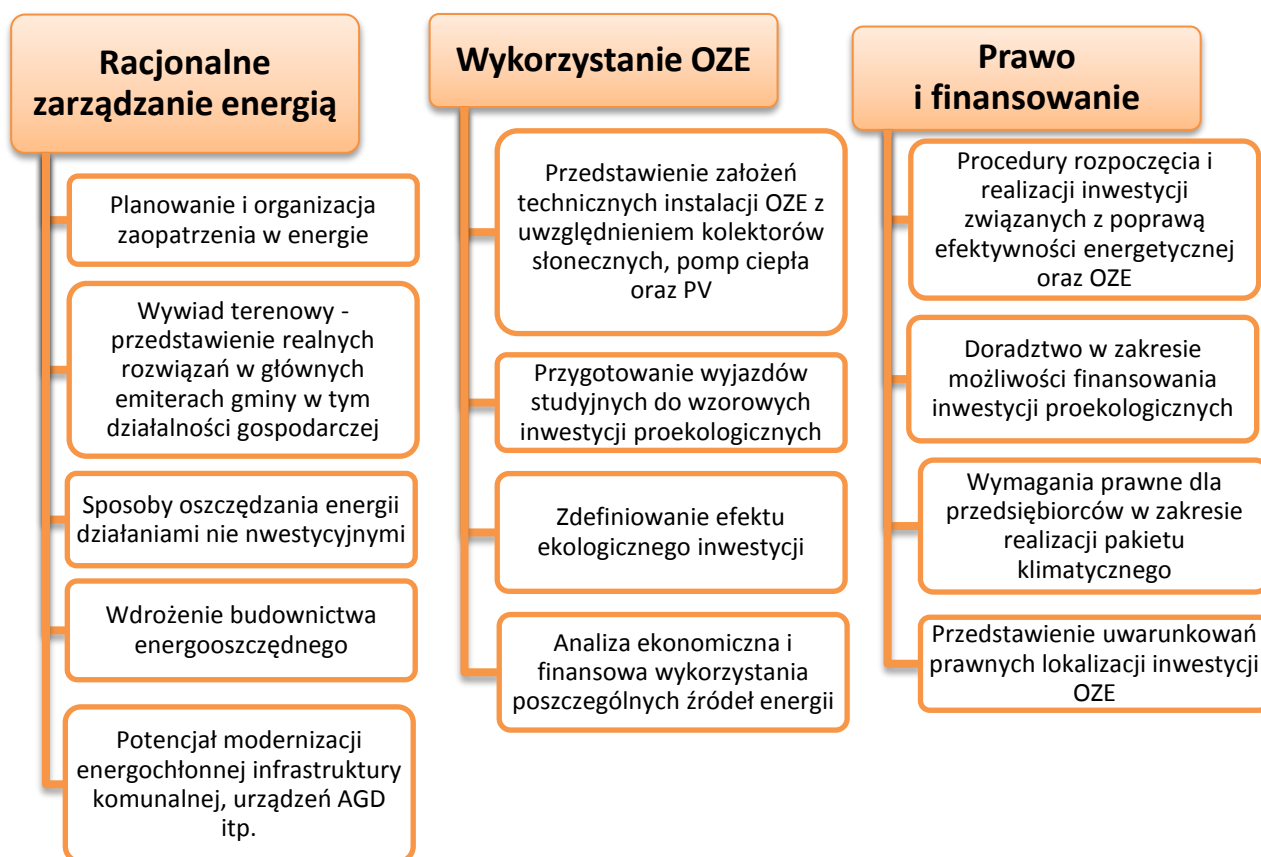 Racjonalne
zarządzanie energią
Planowanie i organizacja
zaopatrzenia w energie
Wywiad terenowy -
przedstawienie realnych
rozwiązań w głównych
emiterach gminy w tym
działalności gospodarczej
Sposoby oszczędzania energii
działaniami nie nwestycyjnymi
Wdrożenie budownictwa
energooszczędnego
Potencjał modernizacji
energochłonnej infrastruktury
komunalnej, urządzeń AGD
itp.
Wykorzystanie OZE
Przedstawienie założeń
technicznych instalacji OZE z
uwzględnieniem kolektorów
słonecznych, pomp ciepła
oraz PV
Przygotowanie wyjazdów
studyjnych do wzorowych
inwestycji proekologicznych
Zdefiniowanie efektu
ekologicznego inwestycji
Analiza ekonomiczna i
finansowa wykorzystania
poszczególnych źródeł energii
Prawo
i finansowanie
Procedury rozpoczęcia i
realizacji inwestycji
związanych z poprawą
efektywności energetycznej
oraz OZE
Doradztwo w zakresie
możliwości finansowania
inwestycji proekologicznych
Wymagania prawne dla
przedsiębiorców w zakresie
realizacji pakietu
klimatycznego
Przedstawienie uwarunkowań
prawnych lokalizacji inwestycji
OZE